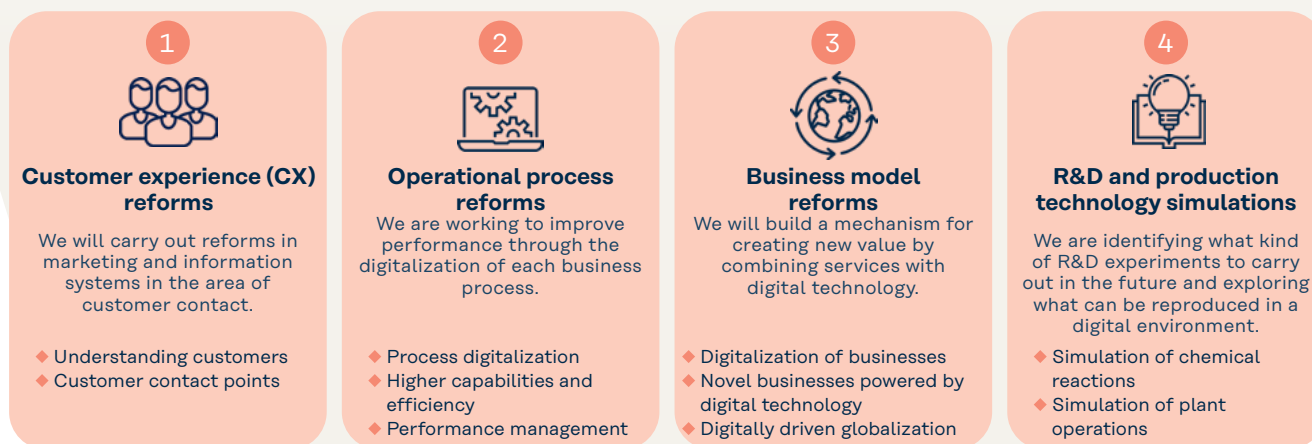 1
Customer experience (CX)
reforms
We will carry out reforms in
marketing and information
systems in the area of
customer contact.
◆ Understanding customers
◆ Customer contact points
2
Operational process
reforms
We are working to improve
performance through the
digitalization of each business
process.
◆ Process digitalization
◆ Higher capabilities and
efficiency
◆ Performance management
3
Business model
reforms
We will build a mechanism for
creating new value by
combining services with
digital technology.
◆ Digitalization of businesses
◆ Novel businesses powered by
digital technology
◆ Digitally driven globalization
4
R&D and production
technology simulations
We are identifying what kind
of R&D experiments to carry
out in the future and exploring
what can be reproduced in a
digital environment.
◆ Simulation of chemical
reactions
◆ Simulation of plant
operations